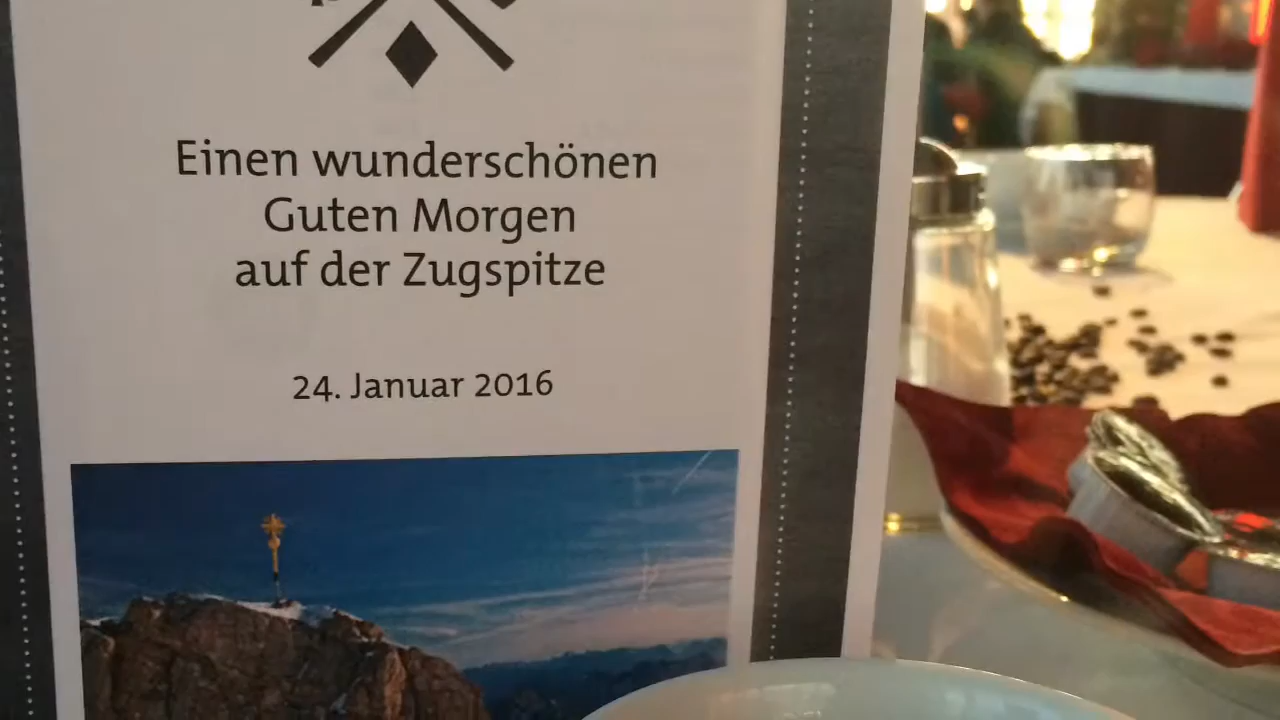 Einen wunderschönen
Guten Morgen
auf der Zugspitze
24. Januar 2016